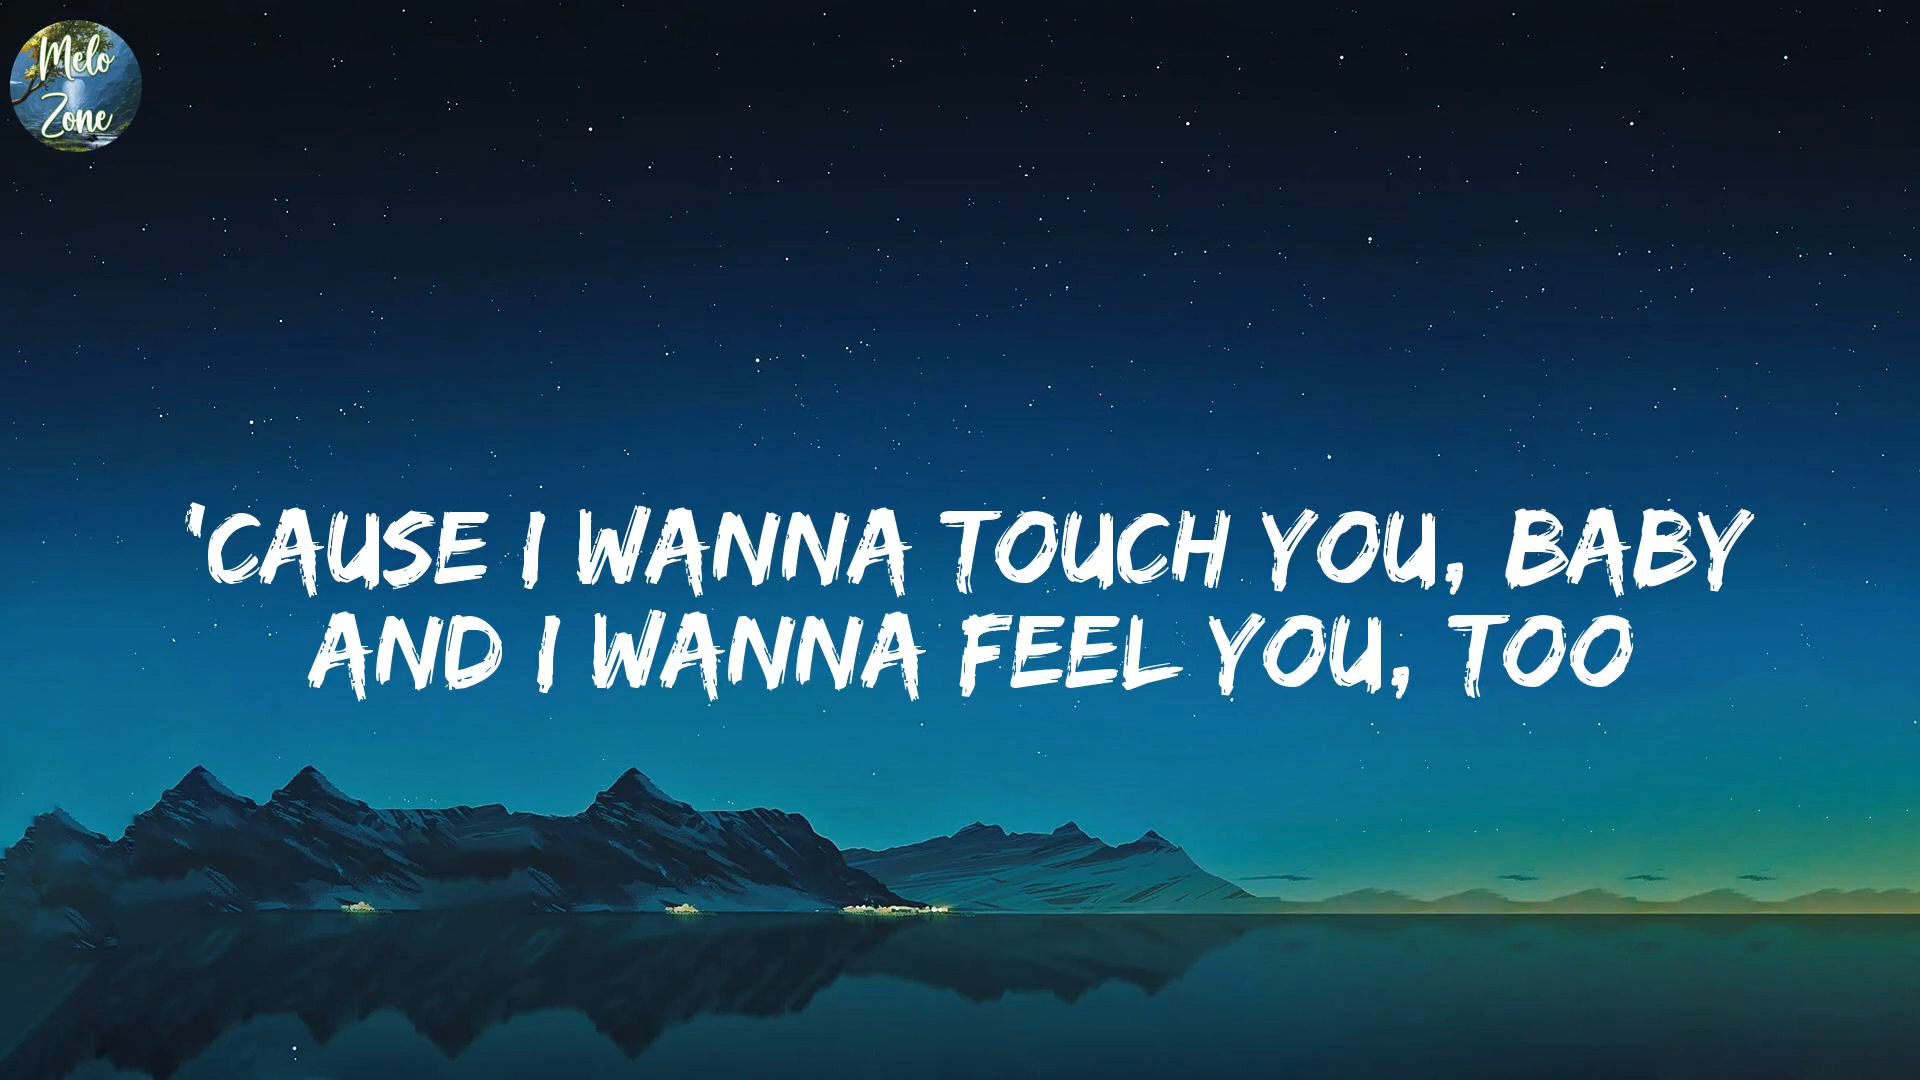 Melo
Zone
'CAUSE I WANNA TOUCH YOU, BABY
AND I WANNA FEEL YOU, TOO